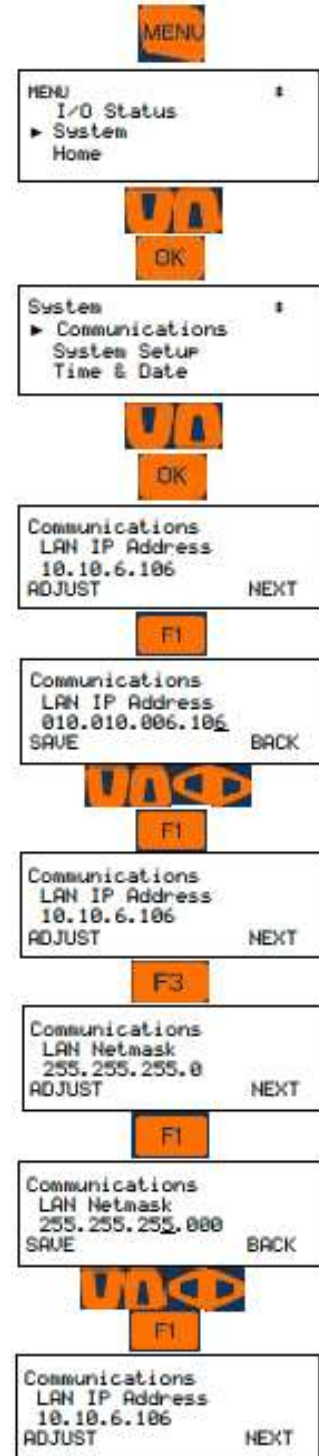 MENU
MENU
I/O Status
► System
Home
OK
System
► Communications
System Setup
Time & Date
OK
Communications
LAN IP Address
10.10.6.106
ADJUST NEXT
F1
Communications
LAN IP Address
010.010.006.106
SAVE BACK
F1
Communications
LAN IP Address
10.10.6.106
ADJUST NEXT
F3
Communications
LAN Netmask
255.255.255.0
ADJUST NEXT
F1
Communications
LAN Netmask
255.255.255.000
SAVE BACK
F1
Communications
LAN IP Address
10.10.6.106
ADJUST NEXT